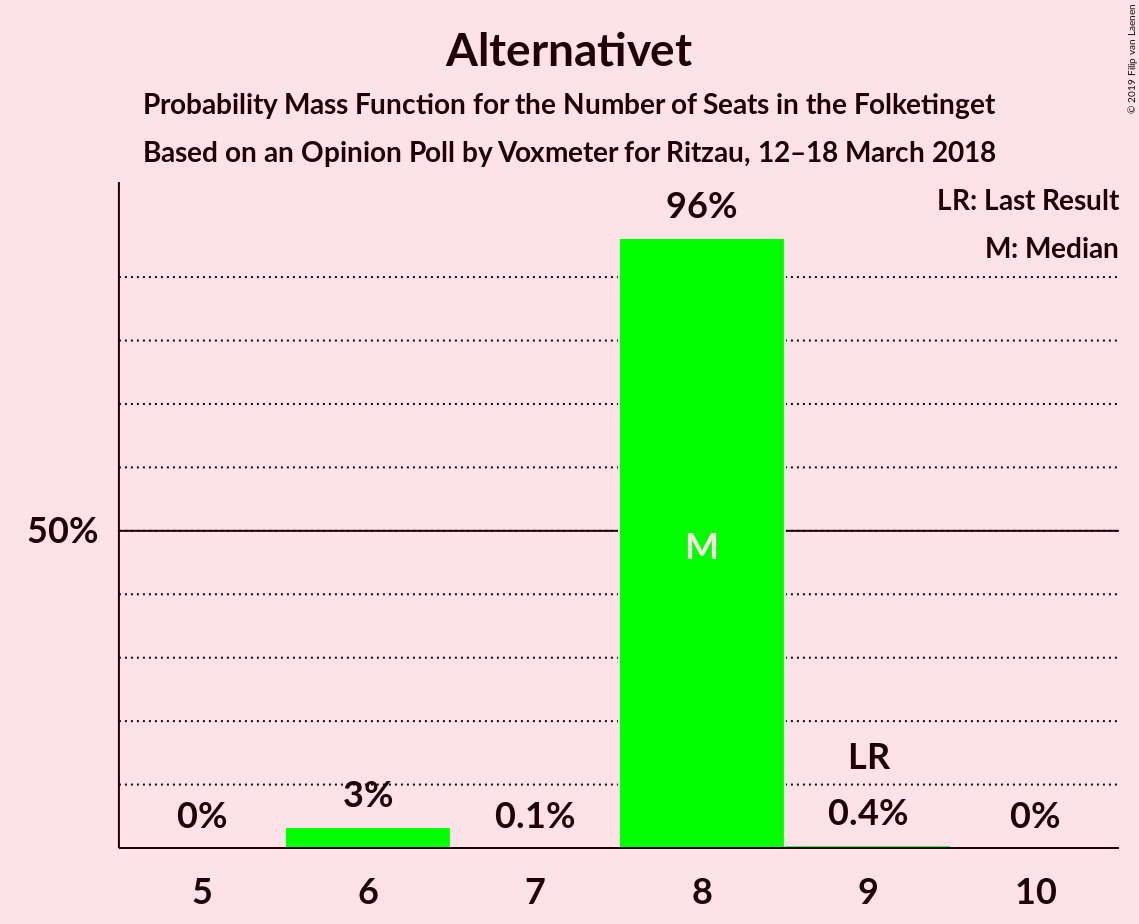 Alternativet
Probability Mass Function for the Number of Seats in the Folketinget
Based on an Opinion Poll by Voxmeter for Ritzau, 12–18 March 2018
© 2019 Filip van Laenen
LR: Last Result
M: Median
96%
50%
M
LR
0%
3%
0.1%
0.4%
0%
5
6
7
8
9
10